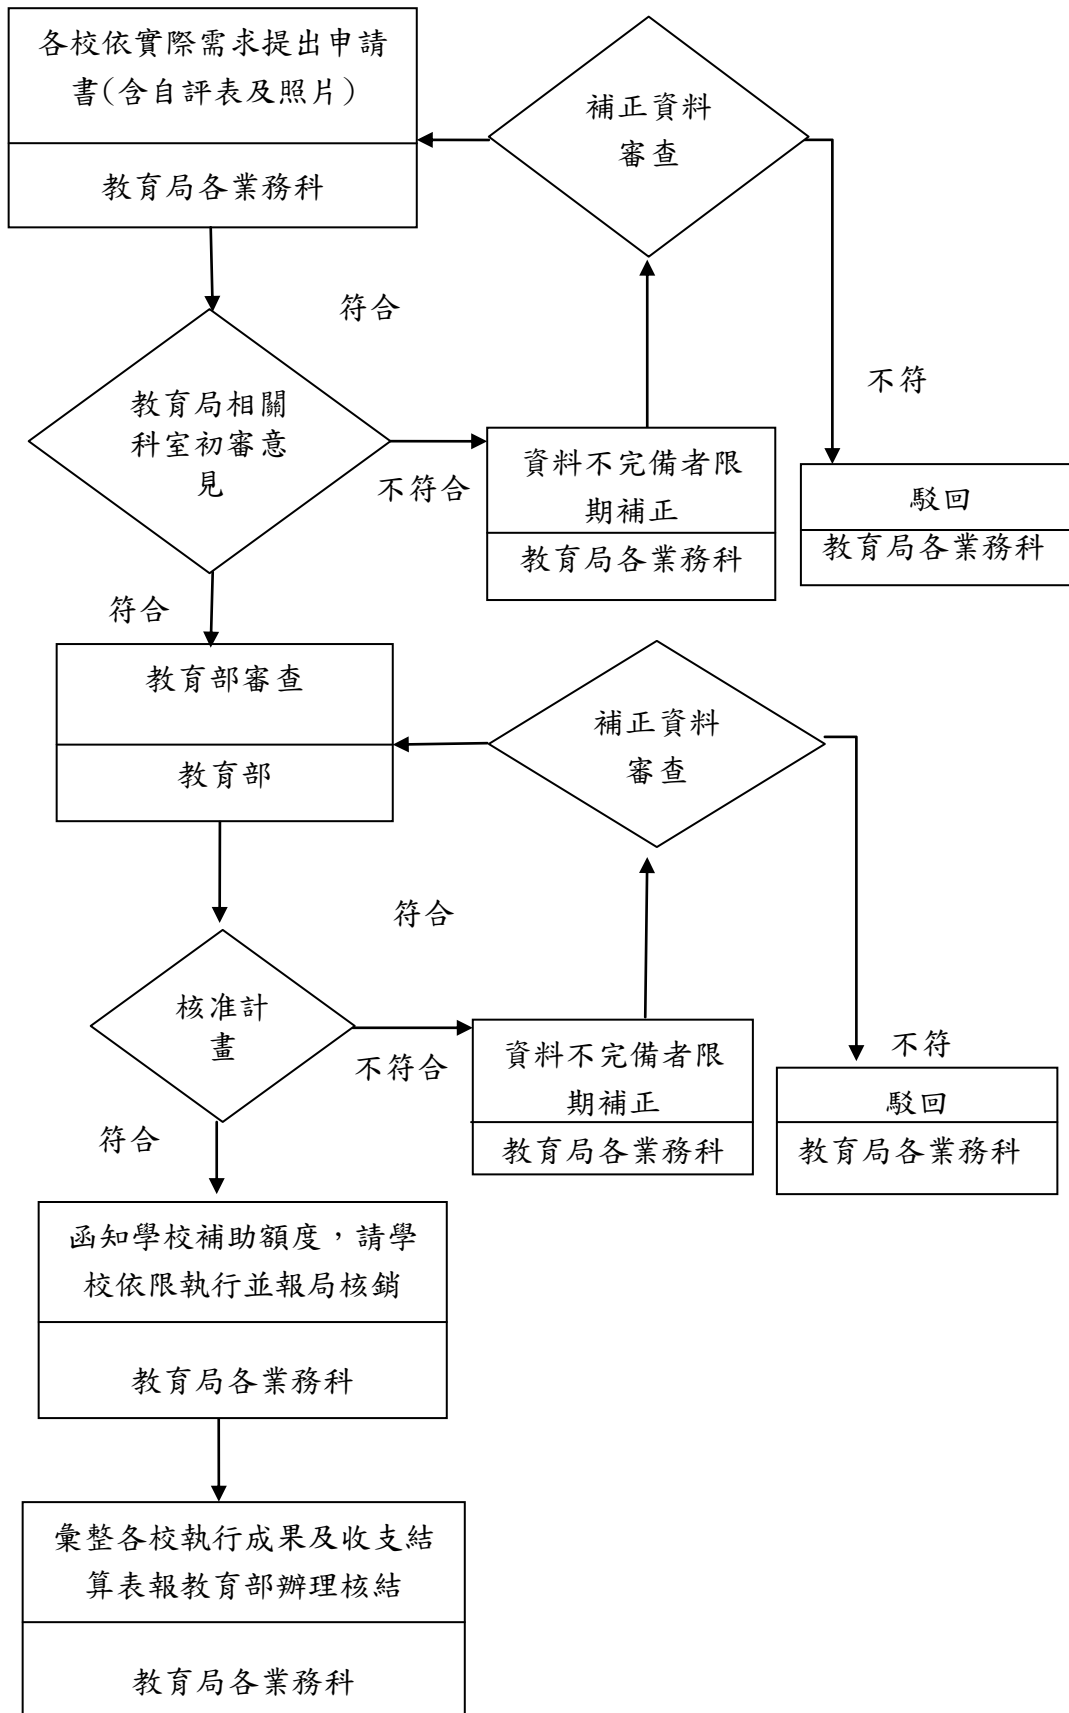 各校依實際需求提出申請
書(含自評表及照片)
教育局各業務科
補正資料
審查
符合
不符
教育局相關
科室初審意
見
不符合
資料不完備者限
期補正
教育局各業務科
駁回
教育局各業務科
符合
教育部審查
教育部
補正資料
審查
符合
核准計
畫
不符合
資料不完備者限
期補正
教育局各業務科
不符
駁回
教育局各業務科
符合
函知學校補助額度，請學
校依限執行並報局核銷
教育局各業務科
彙整各校執行成果及收支結
算表報教育部辦理核結
教育局各業務科